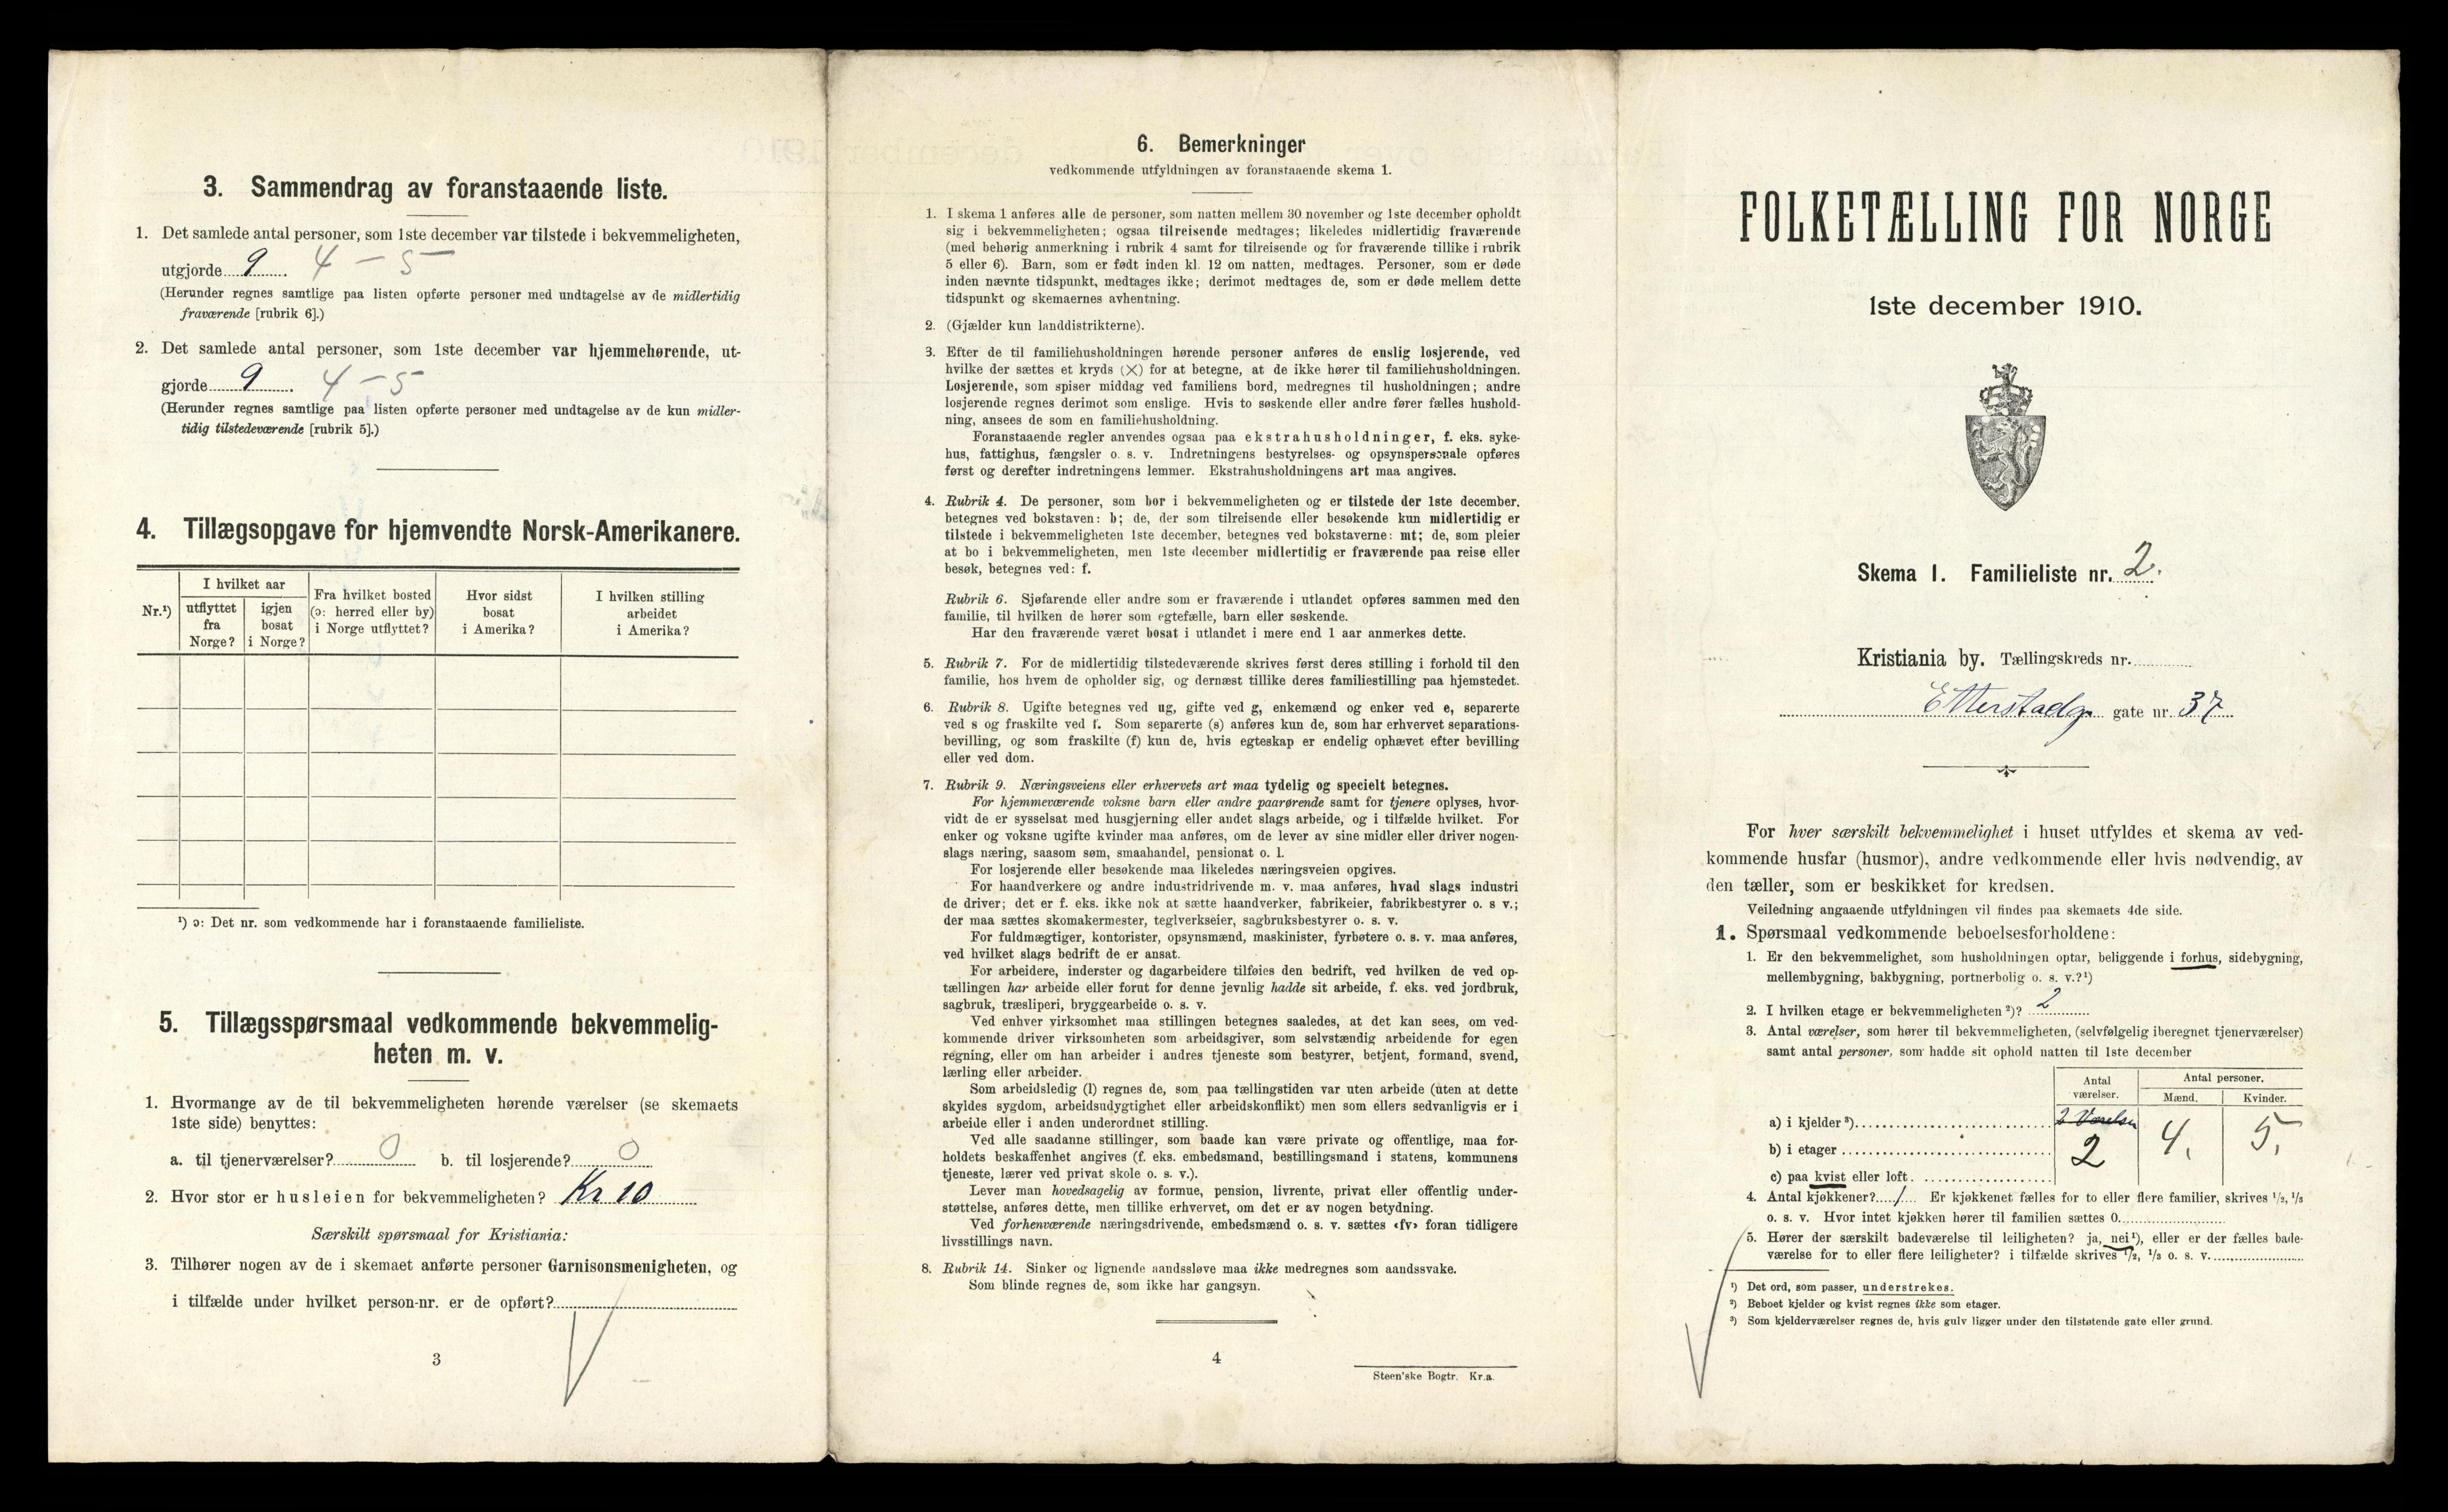 3. Sammendrag av foranstaaende liste.
1. Det samlede antal personer, som 1ste december var tilstede i bekvemmeligheten,
utgjorde 9. 4 – 5
(Herunder regnes samtlige paa listen opførte personer med undtagelse av de midlertidig
fraværende [rubrik 6].)
2. Det samlede antal personer, som 1ste december var hjemmehørende, ut-
gjorde 9. 4 – 5
(Herunder regnes samtlige paa listen opførte personer med undtagelse av de kun midler-
tidig tilstedeværende [rubrik 5].)
4. Tillægsopgave for hjemvendte Norsk-Amerikanere.
Nr.¹)
I hvilket aar
utflyttet
fra
Norge?
igjen
bosat
i Norge?
Fra hvilket bosted
(ɔ: herred eller by)
i Norge utflyttet?
Hvor sidst
bosat
i Amerika?
I hvilken stilling
arbeidet
i Amerika?
¹) ɔ: Det nr. som vedkommende har i foranstaaende familieliste.
5. Tillægsspørsmaal vedkommende bekvemmelig-
heten m. v.
1. Hvormange av de til bekvemmeligheten hørende værelser (se skemaets
1ste side) benyttes:
a. til tjenerværelser? 0 b. til losjerende? 0
2. Hvor stor er husleien for bekvemmeligheten? Kr 10
Særskilt spørsmaal for Kristiania:
3. Tilhører nogen av de i skemaet anførte personer Garnisonsmenigheten, og
i tilfælde under hvilket person-nr. er de opført?
3
6. Bemerkninger
vedkommende utfyldningen av foranstaaende skema 1.
1. I skema 1 anføres alle de personer, som natten mellem 30 november og 1ste december opholdt
sig i bekvemmeligheten; ogsaa tilreisende medtages; likeledes midlertidig fraværende
(med behørig anmerkning i rubrik 4 samt for tilreisende og for fraværende tillike i rubrik
5 eller 6). Barn, som er født inden kl. 12 om natten, medtages. Personer, som er døde
inden nævnte tidspunkt, medtages ikke; derimot medtages de, som er døde mellem dette
tidspunkt og skemaernes avhentning.
2. (Gjælder kun landdistrikterne).
3. Efter de til familiehusholdningen hørende personer anføres de enslig losjerende, ved
hvilke der sættes et kryds (×) for at betegne, at de ikke hører til familiehusholdningen.
Losjerende, som spiser middag ved familiens bord, medregnes til husholdningen; andre
losjerende regnes derimot som enslige. Hvis to søskende eller andre fører fælles hushold-
ning, ansees de som en familiehusholdning.
Foranstaaende regler anvendes ogsaa paa ekstrahusholdninger, f. eks. syke-
hus, fattighus, fængsler o. s. v. Indretningens bestyrelses- og opsynspersonale opføres
først og derefter indretningens lemmer. Ekstrahusholdningens art maa angives.
4. Rubrik 4. De personer, som bor i bekvemmeligheten og er tilstede der 1ste december.
betegnes ved bokstaven: b; de, der som tilreisende eller besøkende kun midlertidig er
tilstede i bekvemmeligheten 1ste december, betegnes ved bokstaverne: mt; de, som pleier
at bo i bekvemmeligheten, men 1ste december midlertidig er fraværende paa reise eller
besøk, betegnes ved: f.
Rubrik 6. Sjøfarende eller andre som er fraværende i utlandet opføres sammen med den
familie, til hvilken de hører som egtefælle, barn eller søskende.
Har den fraværende været bosat i utlandet i mere end 1 aar anmerkes dette.
5. Rubrik 7. For de midlertidig tilstedeværende skrives først deres stilling i forhold til den
familie, hos hvem de opholder sig, og dernæst tillike deres familiestilling paa hjemstedet.
6. Rubrik 8. Ugifte betegnes ved ug, gifte ved g, enkemænd og enker ved e, separerte
ved s og fraskilte ved f. Som separerte (s) anføres kun de, som har erhvervet separations-
bevilling, og som fraskilte (f) kun de, hvis egteskap er endelig ophævet efter bevilling
eller ved dom.
7. Rubrik 9. Næringsveiens eller erhvervets art maa tydelig og specielt betegnes.
For hjemmeværende voksne barn eller andre paarørende samt for tjenere oplyses, hvor-
vidt de er sysselsat med husgjerning eller andet slags arbeide, og i tilfælde hvilket. For
enker og voksne ugifte kvinder maa anføres, om de lever av sine midler eller driver nogen-
slags næring, saasom søm, smaahandel, pensionat o. l.
For losjerende eller besøkende maa likeledes næringsveien opgives.
For haandverkere og andre industridrivende m. v. maa anføres, hvad slags industri
de driver; det er f. eks. ikke nok at sætte haandverker, fabrikeier, fabrikbestyrer o. s v.;
der maa sættes skomakermester, teglverkseier, sagbruksbestyrer o. s. v.
For fuldmægtiger, kontorister, opsynsmænd, maskinister, fyrbøtere o. s. v. maa anføres,
ved hvilket slags bedrift de er ansat.
For arbeidere, inderster og dagarbeidere tilføies den bedrift, ved hvilken de ved op-
tællingen har arbeide eller forut for denne jevnlig hadde sit arbeide, f. eks. ved jordbruk,
sagbruk, træsliperi, bryggearbeide o. s. v.
Ved enhver virksomhet maa stillingen betegnes saaledes, at det kan sees, om ved-
kommende driver virksomheten som arbeidsgiver, som selvstændig arbeidende for egen
regning, eller om han arbeider i andres tjeneste som bestyrer, betjent, formand, svend,
lærling eller arbeider.
Som arbeidsledig (l) regnes de, som paa tællingstiden var uten arbeide (uten at dette
skyldes sygdom, arbeidsudygtighet eller arbeidskonflikt) men som ellers sedvanligvis er i
arbeide eller i anden underordnet stilling.
Ved alle saadanne stillinger, som baade kan være private og offentlige, maa for-
holdets beskaffenhet angives (f. eks. embedsmand, bestillingsmand i statens, kommunens
tjeneste, lærer ved privat skole o. s. v.).
Lever man hovedsagelig av formue, pension, livrente, privat eller offentlig under-
støttelse, anføres dette, men tillike erhvervet, om det er av nogen betydning.
Ved forhenværende næringsdrivende, embedsmænd o. s. v. sættes «fv» foran tidligere
livsstillings navn.
8. Rubrik 14. Sinker og lignende aandssløve maa ikke medregnes som aandssvake.
Som blinde regnes de, som ikke har gangsyn.
4
Steen'ske Bogtr. Kr.a.
FOLKETÆLLING FOR NORGE
1ste december 1910.
Skema 1. Familieliste nr. 2.
Kristiania by. Tællingskreds nr.
Etterstadg. gate nr. 37
For hver særskilt bekvemmelighet i huset utfyldes et skema av ved-
kommende husfar (husmor), andre vedkommende eller hvis nødvendig, av
den tæller, som er beskikket for kredsen.
Veiledning angaaende utfyldningen vil findes paa skemaets 4de side.
1. Spørsmaal vedkommende beboelsesforholdene:
1. Er den bekvemmelighet, som husholdningen optar, beliggende i forhus, sidebygning,
mellembygning, bakbygning, portnerbolig o. s. v.?¹)
2. I hvilken etage er bekvemmeligheten²)? 2
3. Antal værelser, som hører til bekvemmeligheten, (selvfølgelig iberegnet tjenerværelser)
samt antal personer, som hadde sit ophold natten til 1ste december
Antal
værelser.
Antal personer.
Mænd. Kvinder.
a) i kjelder³) 2 Værelser
b) i etager 2 4. 5.
c) paa kvist eller loft.
4. Antal kjøkkener? 1 Er kjøkkenet fælles for to eller flere familier, skrives ½, ⅓
o. s. v. Hvor intet kjøkken hører til familien sættes 0.
5. Hører der særskilt badeværelse til leiligheten? ja, nei¹), eller er der fælles bade-
værelse for to eller flere leiligheter? i tilfælde skrives ½, ⅓ o. s. v.
¹) Det ord, som passer, understrekes.
²) Beboet kjelder og kvist regnes ikke som etager.
³) Som kjelderværelser regnes de, hvis gulv ligger under den tilstøtende gate eller grund.